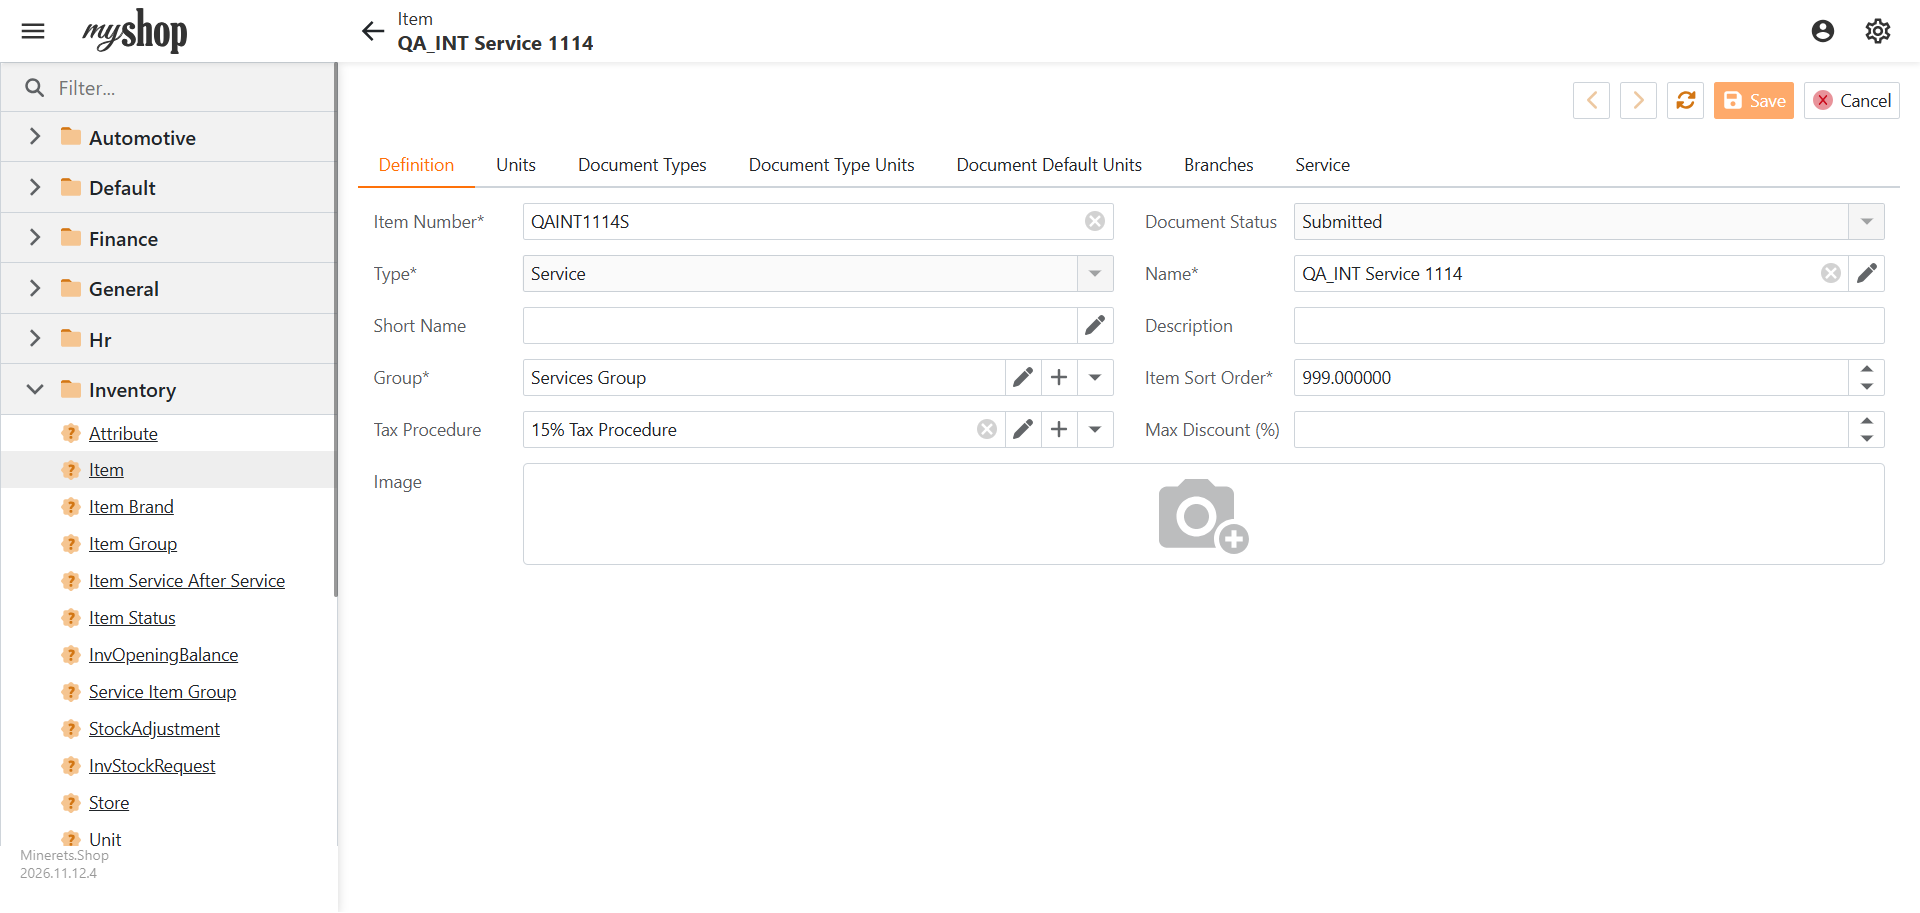 myshop
Item
QA_INT Service 1114
Filter...
Automotive
Default
Finance
General
Hr
Inventory
Attribute
Item
Item Brand
Item Group
Item Service After Service
Item Status
InvOpeningBalance
Service Item Group
StockAdjustment
InvStockRequest
Store
Unit
Minerets.Shop
2026.11.12.4
Save
Cancel
Definition Units Document Types Document Type Units Document Default Units Branches Service
Item Number* QAINT1114S
Document Status Submitted
Type* Service
Name* QA_INT Service 1114
Short Name
Description
Group* Services Group
Item Sort Order* 999.000000
Tax Procedure 15% Tax Procedure
Max Discount (%)
Image